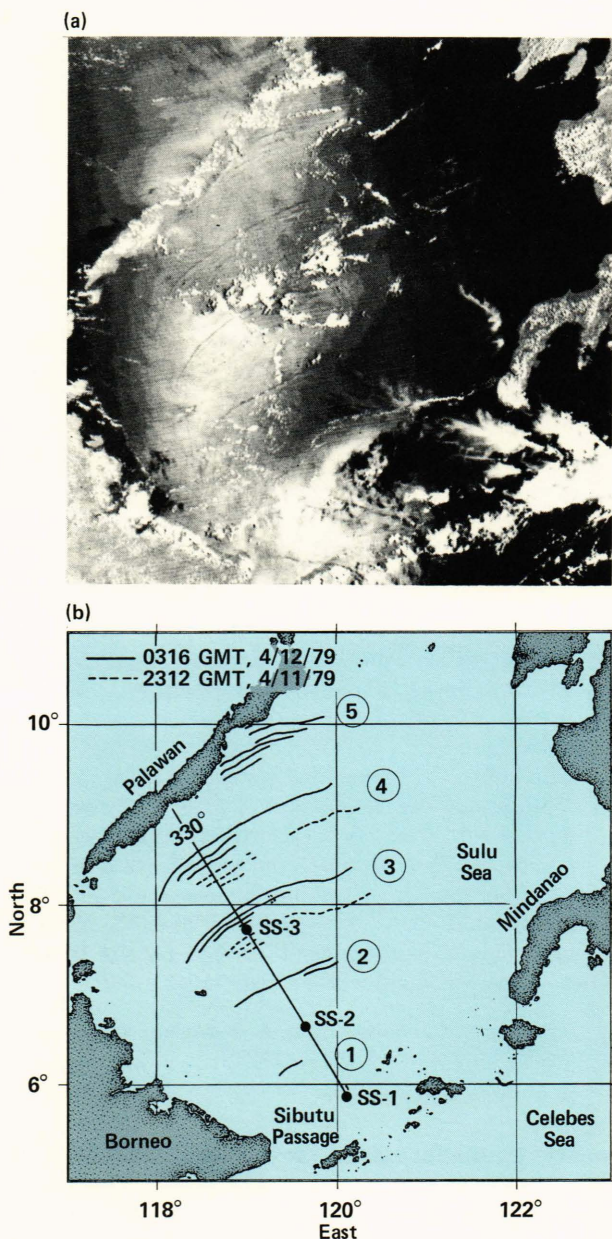 (a)
(b)
0316 GMT, 4/12/79
2312 GMT, 4/11/79
10°
5
Palawan
4
330°
3
Sulu
Sea
8°
North
SS-3
Mindanao
2
SS-2
1
6°
SS-1
Sibutu
Passage
Borneo
Celebes
Sea
118°
120°
122°
East